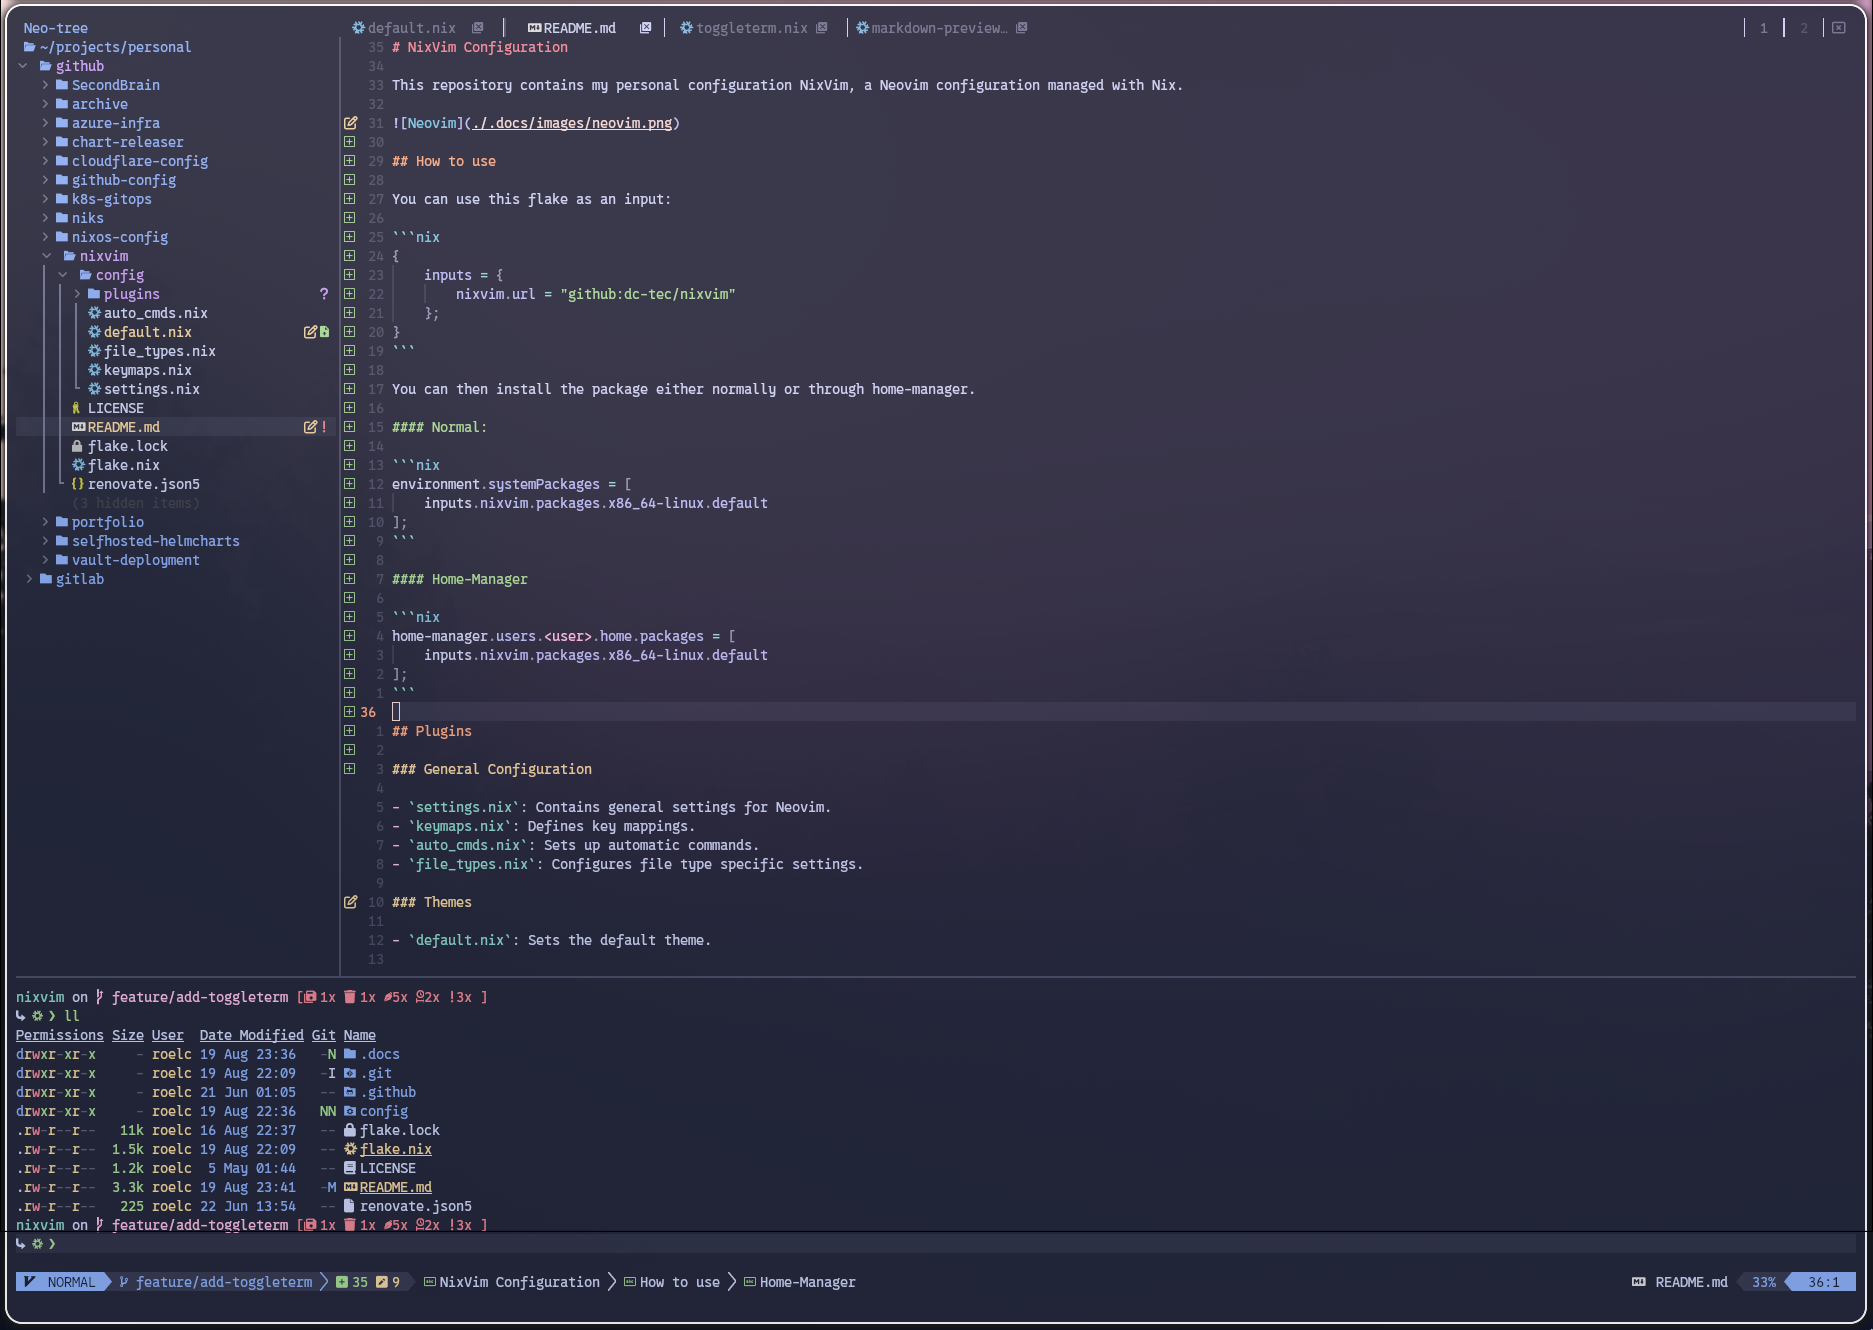 Neo-tree
~/projects/personal
github
SecondBrain
archive
azure-infra
chart-releaser
cloudflare-config
github-config
k8s-gitops
niks
nixos-config
nixvim
config
plugins ?
auto_cmds.nix
default.nix
file_types.nix
keymaps.nix
settings.nix
LICENSE
README.md !
flake.lock
flake.nix
renovate.json5
(3 hidden items)
portfolio
selfhosted-helmcharts
vault-deployment
gitlab
default.nix README.md toggleterm.nix markdown-preview… 1 2
35 # NixVim Configuration
34
33 This repository contains my personal configuration NixVim, a Neovim configuration managed with Nix.
32
31 ![Neovim](./.docs/images/neovim.png)
30
29 ## How to use
28
27 You can use this flake as an input:
26
25 ```nix
24 {
23 inputs = {
22 nixvim.url = "github:dc-tec/nixvim"
21 };
20 }
19 ```
18
17 You can then install the package either normally or through home-manager.
16
15 #### Normal:
14
13 ```nix
12 environment.systemPackages = [
11 inputs.nixvim.packages.x86_64-linux.default
10 ];
9 ```
8
7 #### Home-Manager
6
5 ```nix
4 home-manager.users.<user>.home.packages = [
3 inputs.nixvim.packages.x86_64-linux.default
2 ];
1 ```
36
1 ## Plugins
2
3 ### General Configuration
4
5 - `settings.nix`: Contains general settings for Neovim.
6 - `keymaps.nix`: Defines key mappings.
7 - `auto_cmds.nix`: Sets up automatic commands.
8 - `file_types.nix`: Configures file type specific settings.
9
10 ### Themes
11
12 - `default.nix`: Sets the default theme.
13
nixvim on feature/add-toggleterm [1x 1x 5x 2x !3x ]
❯ ll
Permissions Size User Date Modified Git Name
drwxr-xr-x - roelc 19 Aug 23:36 -N .docs
drwxr-xr-x - roelc 19 Aug 22:09 -I .git
drwxr-xr-x - roelc 21 Jun 01:05 -- .github
drwxr-xr-x - roelc 19 Aug 22:36 NN config
.rw-r--r-- 11k roelc 16 Aug 22:37 -- flake.lock
.rw-r--r-- 1.5k roelc 19 Aug 22:09 -- flake.nix
.rw-r--r-- 1.2k roelc 5 May 01:44 -- LICENSE
.rw-r--r-- 3.3k roelc 19 Aug 23:41 -M README.md
.rw-r--r-- 225 roelc 22 Jun 13:54 -- renovate.json5
nixvim on feature/add-toggleterm [1x 1x 5x 2x !3x ]
❯
NORMAL feature/add-toggleterm 35 9 NixVim Configuration How to use Home-Manager README.md 33% 36:1